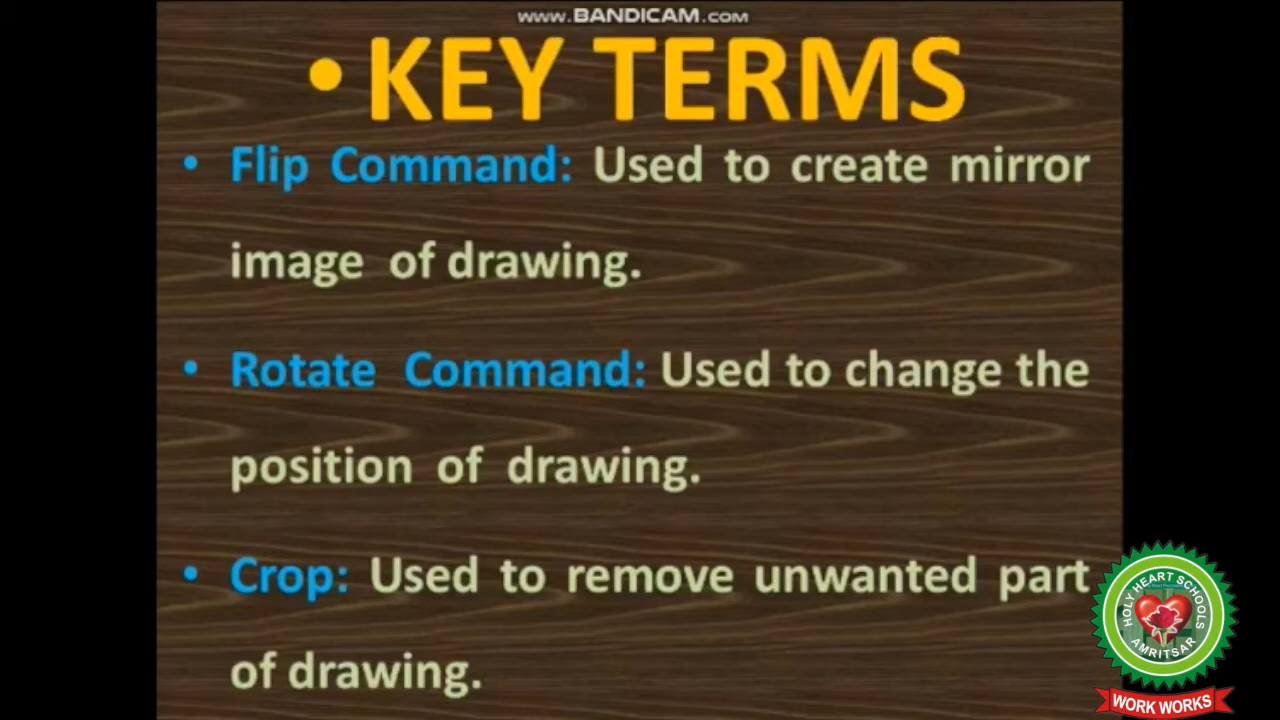 www.BANDICAM.com
• KEY TERMS
• Flip Command: Used to create mirror
image of drawing.
• Rotate Command: Used to change the
position of drawing.
• Crop: Used to remove unwanted part
of drawing.
HOLY HEART SCHOOLS
AMRITSAR
WORK WORKS